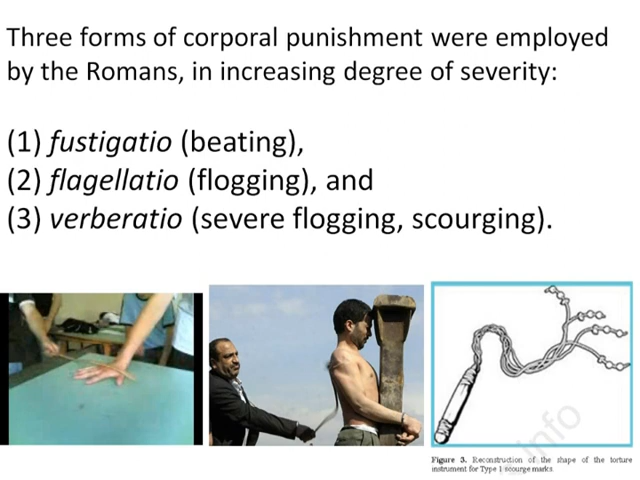 Three forms of corporal punishment were employed
by the Romans, in increasing degree of severity:
(1) fustigatio (beating),
(2) flagellatio (flogging), and
(3) verberatio (severe flogging, scourging).
Figure 3. Reconstruction of the shape of the torture
instrument for Type 1 scourge marks
info